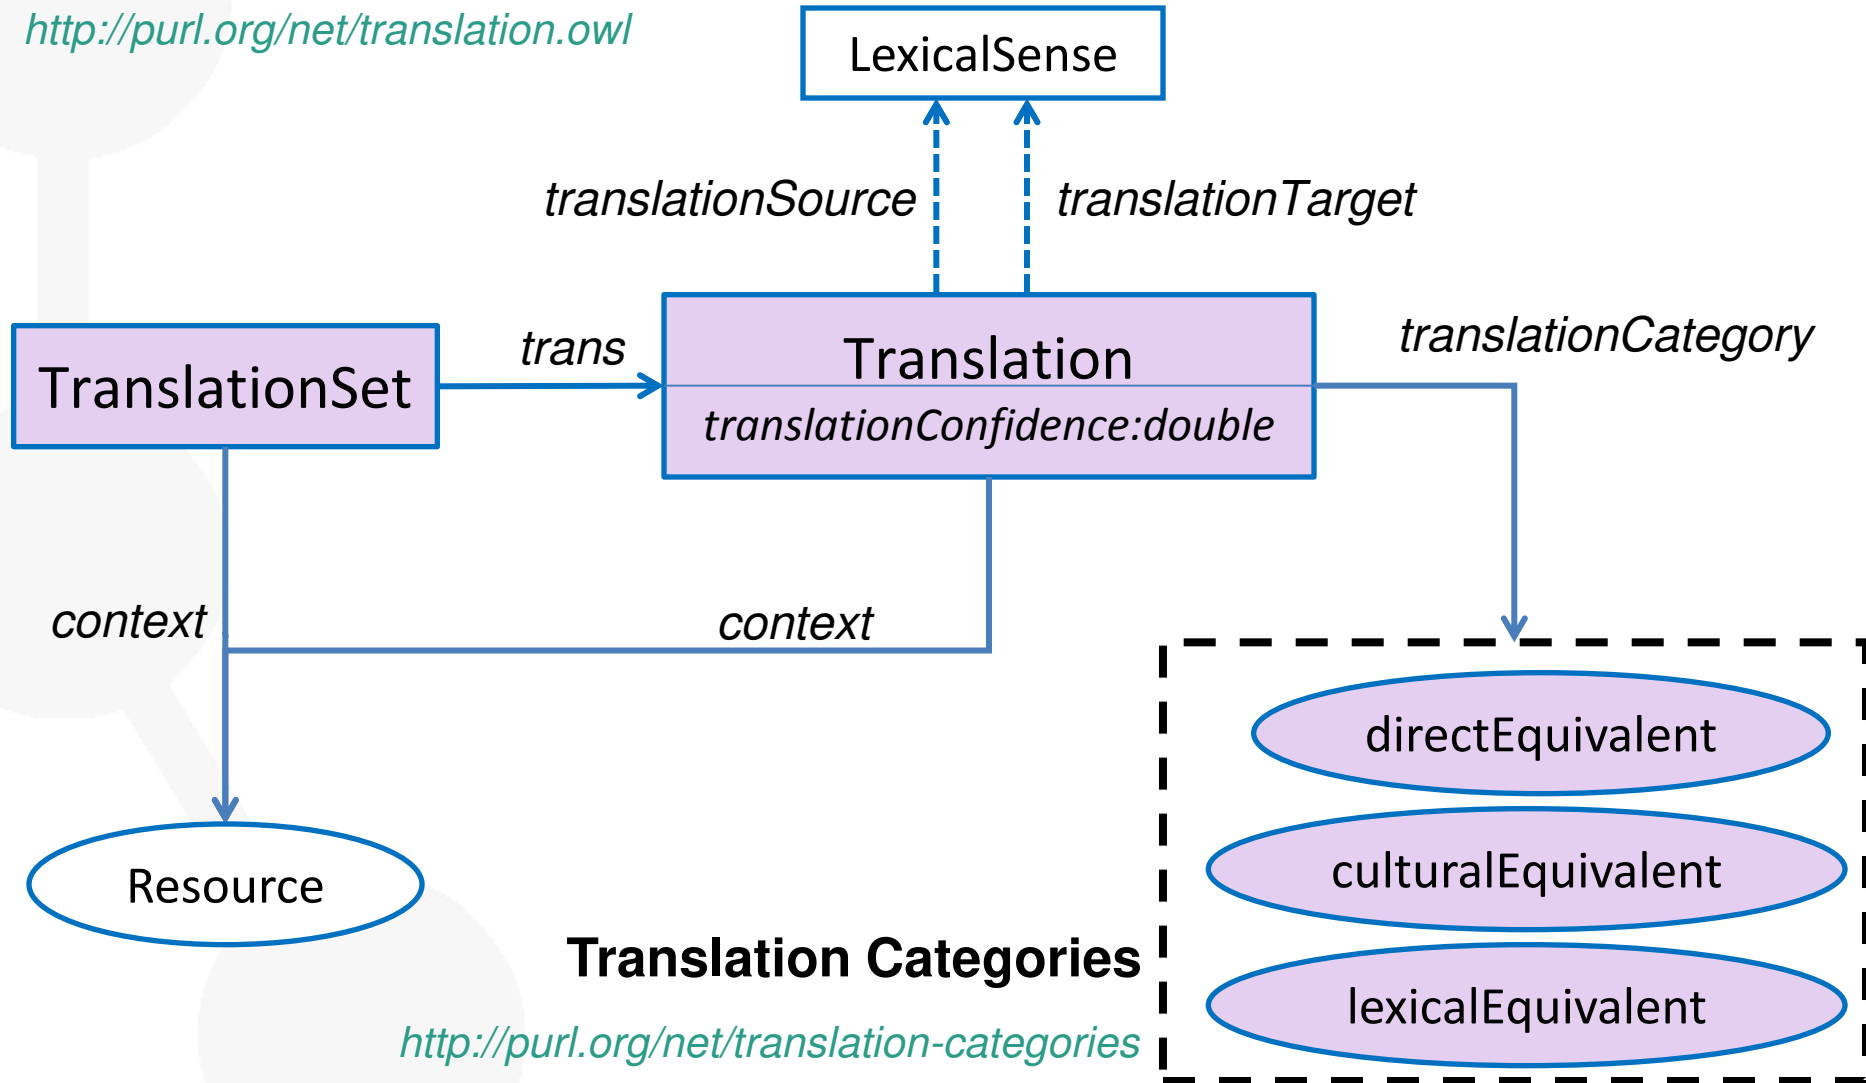 http://purl.org/net/translation.owl
LexicalSense
translationSource
translationTarget
TranslationSet
trans
Translation
translationConfidence:double
translationCategory
context
context
Resource
directEquivalent
culturalEquivalent
lexicalEquivalent
Translation Categories
http://purl.org/net/translation-categories